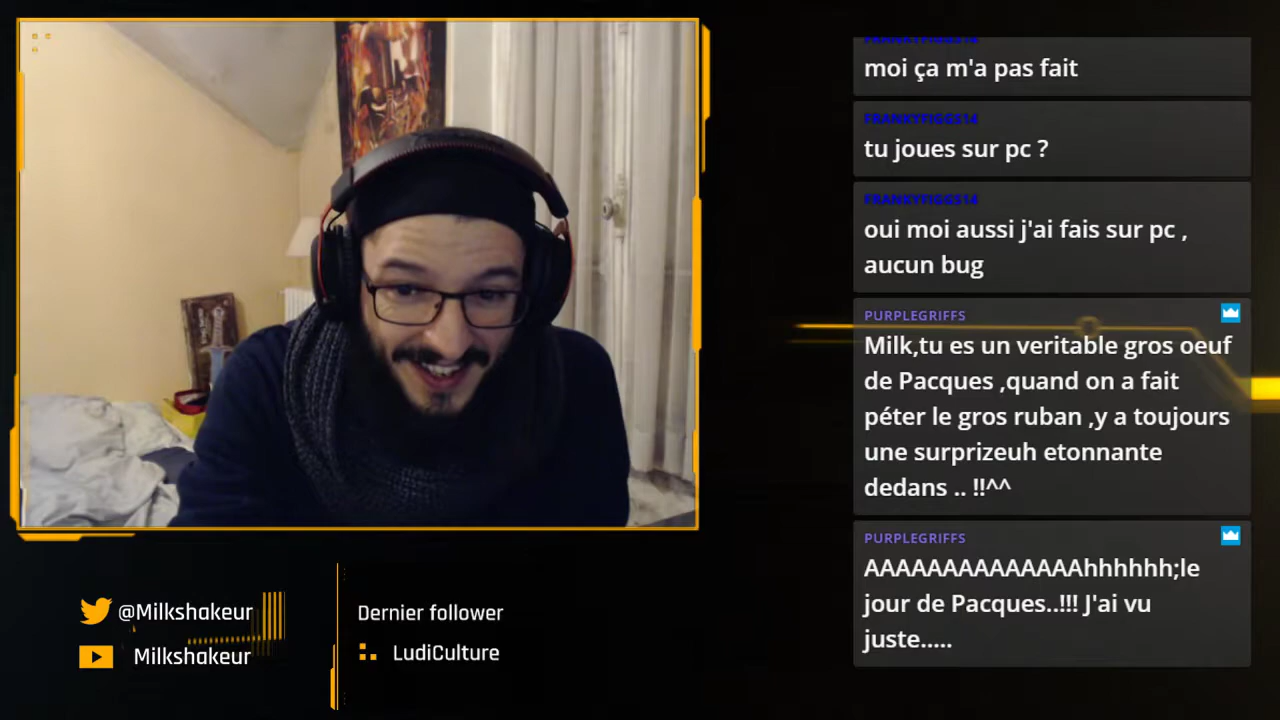 FRANKYFIGGS14
moi ça m'a pas fait
FRANKYFIGGS14
tu joues sur pc ?
FRANKYFIGGS14
oui moi aussi j'ai fais sur pc ,
aucun bug
PURPLEGRIFFS
Milk,tu es un veritable gros oeuf
de Pacques ,quand on a fait
péter le gros ruban ,y a toujours
une surprizeuh etonnante
dedans .. !!^^
PURPLEGRIFFS
AAAAAAAAAAAAAAhhhhhh;le
jour de Pacques..!!! J'ai vu
juste.....
@Milkshakeur
Milkshakeur
Dernier follower
LudiCulture